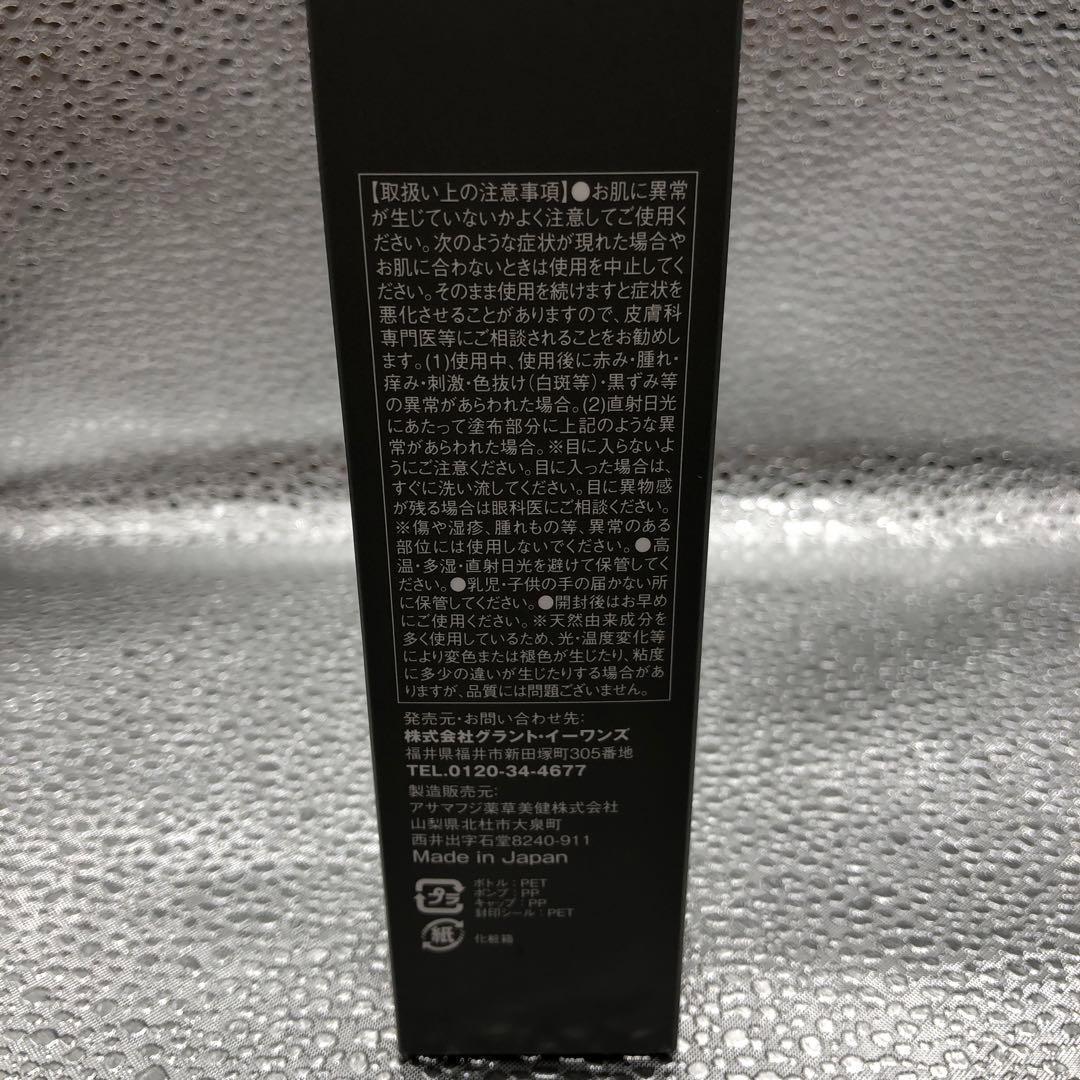 【取扱い上の注意事項】●お肌に異常
が生じていないかよく注意してご使用く
ださい。次のような症状が現れた場合や
お肌に合わないときは使用を中止してく
ださい。そのまま使用を続けますと症状を
悪化させることがありますので、皮膚科
専門医等にご相談されることをお勧めし
ます。(1)使用中、使用後に赤み・腫れ・
痒み・刺激・色抜け(白斑等)・黒ずみ等
の異常があらわれた場合。(2)直射日光
にあたって塗布部分に上記のような異
常があらわれた場合。※目に入らないよ
うにご注意ください。目に入った場合は、
すぐに洗い流してください。目に異物感
が残る場合は眼科医にご相談ください。
※傷や湿疹、腫れもの等、異常のある
部位には使用しないでください。●高
温・多湿・直射日光を避けて保管してく
ださい。●乳児・子供の手の届かない所
に保管してください。●開封後はお早め
にご使用ください。※天然由来成分を
多く使用しているため、光・温度変化等
により変色または褪色が生じたり、粘度
に多少の違いが生じたりする場合があ
りますが、品質には問題ございません。
発売元・お問い合わせ先:
株式会社グラント・イーワンズ
福井県福井市新田塚町305番地
TEL.0120-34-4677
製造販売元:
アサマフジ薬草美健株式会社
山梨県北杜市大泉町
西井出字石堂8240-911
Made in Japan
プラ
ボトル:PET
ポンプ:PP
キャップ:PP
封印シール:PET
紙
化粧箱